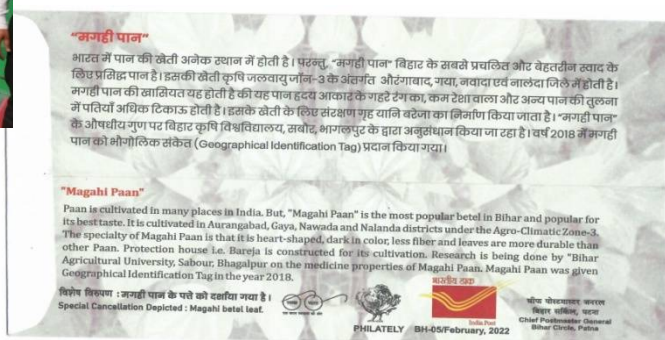 “मगही पान”
भारत में पान की खेती अनेक स्थान में होती है। परन्तु, “मगही पान” बिहार के सबसे प्रचलित और बेहतरीन स्वाद के
लिए प्रसिद्ध पान है। इसकी खेती कृषि जलवायु जॉन-3 के अंतर्गत औरंगाबाद, गया, नवादा एवं नालंदा जिले में होती है।
मगही पान की खासियत यह होती है की यह पान हृदय आकार के गहरे रंग का, कम रेशा वाला और अन्य पान की तुलना
में पतियाँ अधिक टिकाऊ होती है। इसके खेती के लिए संरक्षण गृह यानि बरेजा का निर्माण किया जाता है। “मगही पान”
के औषधीय गुण पर बिहार कृषि विश्वविद्यालय, सबौर, भागलपुर के द्वारा अनुसंधान किया जा रहा है। वर्ष 2018 में मगही
पान को भौगोलिक संकेत (Geographical Identification Tag) प्रदान किया गया।
"Magahi Paan"
Paan is cultivated in many places in India. But, "Magahi Paan" is the most popular betel in Bihar and popular for
its best taste. It is cultivated in Aurangabad, Gaya, Nawada and Nalanda districts under the Agro-Climatic Zone-3.
The specialty of Magahi Paan is that it is heart-shaped, dark in color, less fiber and leaves are more durable than
other Paan. Protection house i.e. Bareja is constructed for its cultivation. Research is being done by "Bihar
Agricultural University, Sabour, Bhagalpur on the medicine properties of Magahi Paan. Magahi Paan was given
Geographical Identification Tag in the year 2018.
विशेष विरुपण : मगही पान के पत्ते को दर्शाया गया है।
Special Cancellation Depicted : Magahi betel leaf.
PHILATELY BH-05/February, 2022
भारतीय डाक
India Post
चीफ पोस्टमास्टर जनरल
बिहार सर्किल, पटना
Chief Postmaster General
Bihar Circle, Patna